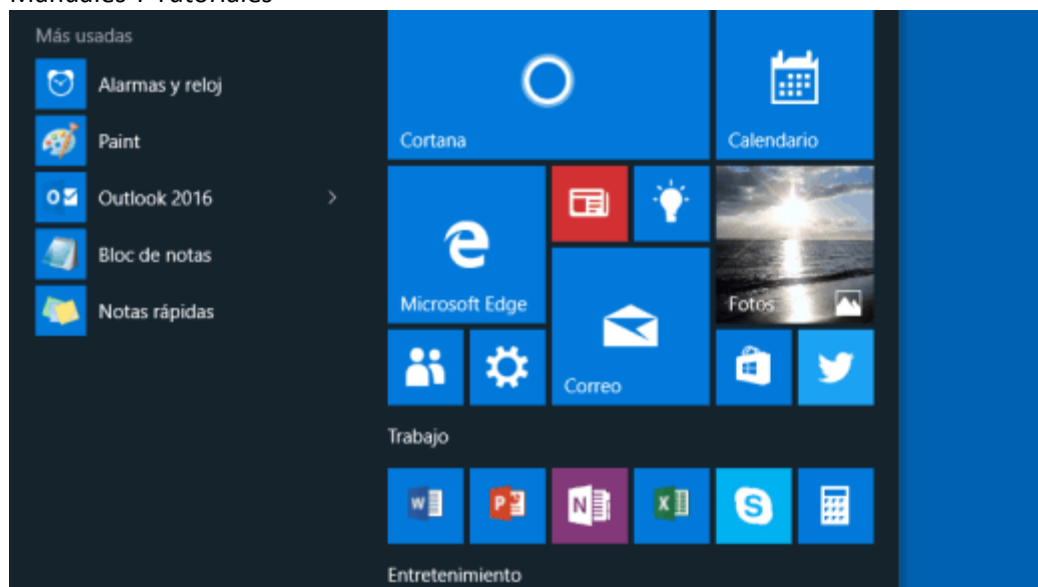 Más usadas
Alarmas y reloj
Paint
Outlook 2016
Bloc de notas
Notas rápidas
Cortana
Calendario
Microsoft Edge
Correo
Fotos
Trabajo
Entretenimiento